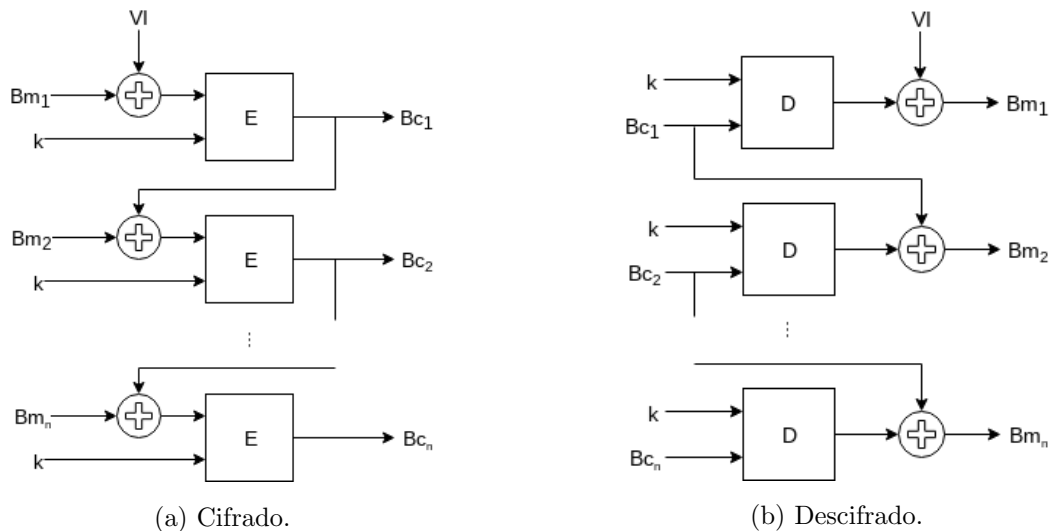 VI
Bm1
E
Bc1
k
Bm2
E
Bc2
k
Bmn
E
Bcn
k
(a) Cifrado.
VI
k
D
Bm1
Bc1
k
D
Bm2
Bc2
k
D
Bmn
Bcn
(b) Descifrado.